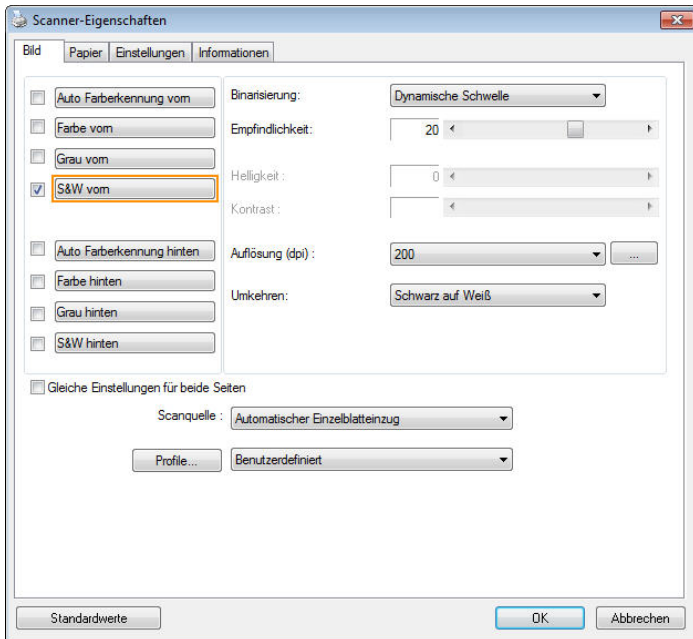 Scanner-Eigenschaften
Bild Papier Einstellungen Informationen
Auto Farberkennung vorn
Binarisierung: Dynamische Schwelle
Farbe vorn
Empfindlichkeit: 20
Grau vorn
Helligkeit : 0
S&W vorn
Kontrast :
Auto Farberkennung hinten
Auflösung (dpi) : 200 ...
Farbe hinten
Umkehren: Schwarz auf Weiß
Grau hinten
S&W hinten
Gleiche Einstellungen für beide Seiten
Scanquelle : Automatischer Einzelblatteinzug
Profile... Benutzerdefiniert
Standardwerte OK Abbrechen